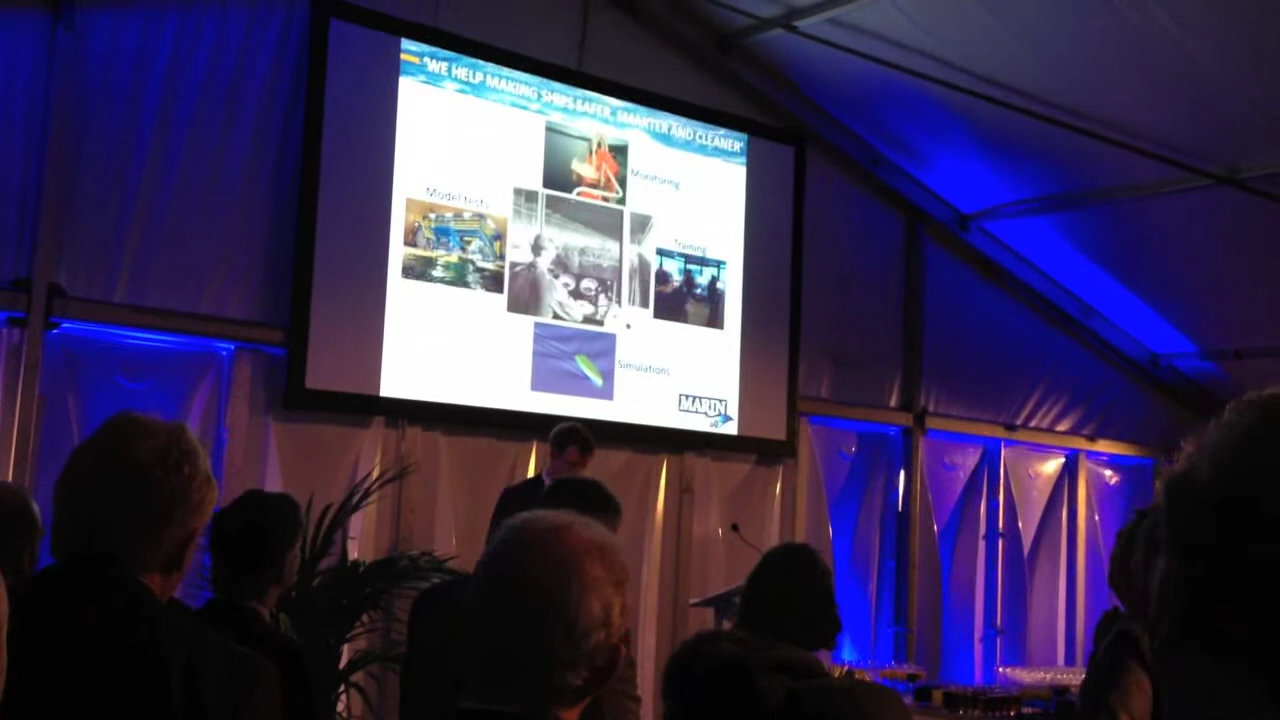 'WE HELP MAKING SHIPS SAFER, SMARTER AND CLEANER'
Monitoring
Model tests
Training
Simulations
MARIN